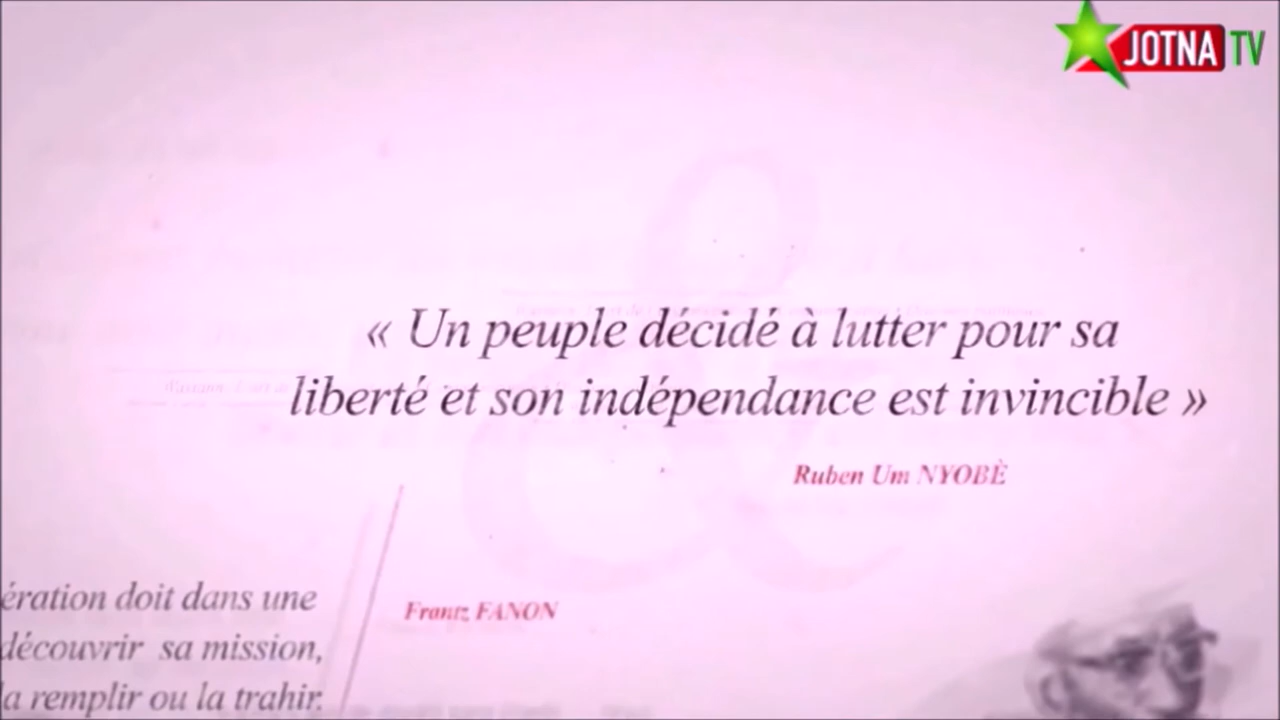 JOTNA TV
« Un peuple décidé à lutter pour sa
liberté et son indépendance est invincible »
Ruben Um NYOBÈ
Frantz FANON
ération doit dans une
découvrir sa mission,
la remplir ou la trahir.